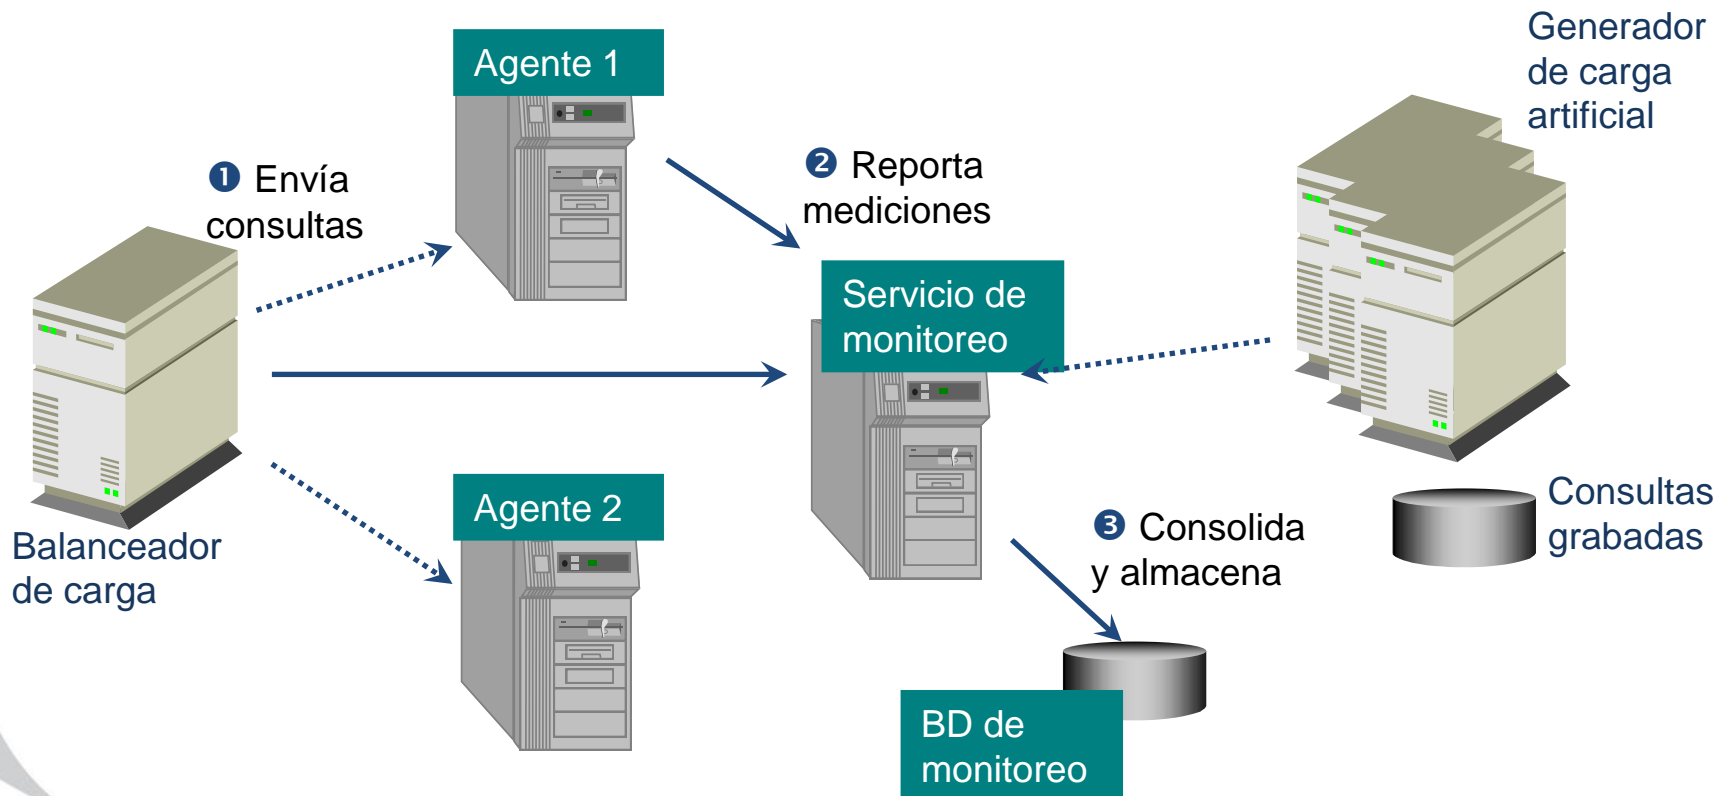 Generador
de carga
artificial
Agente 1
❶ Envía
consultas
❷ Reporta
mediciones
Servicio de
monitoreo
Balanceador
de carga
Agente 2
❸ Consolida
y almacena
Consultas
grabadas
BD de
monitoreo